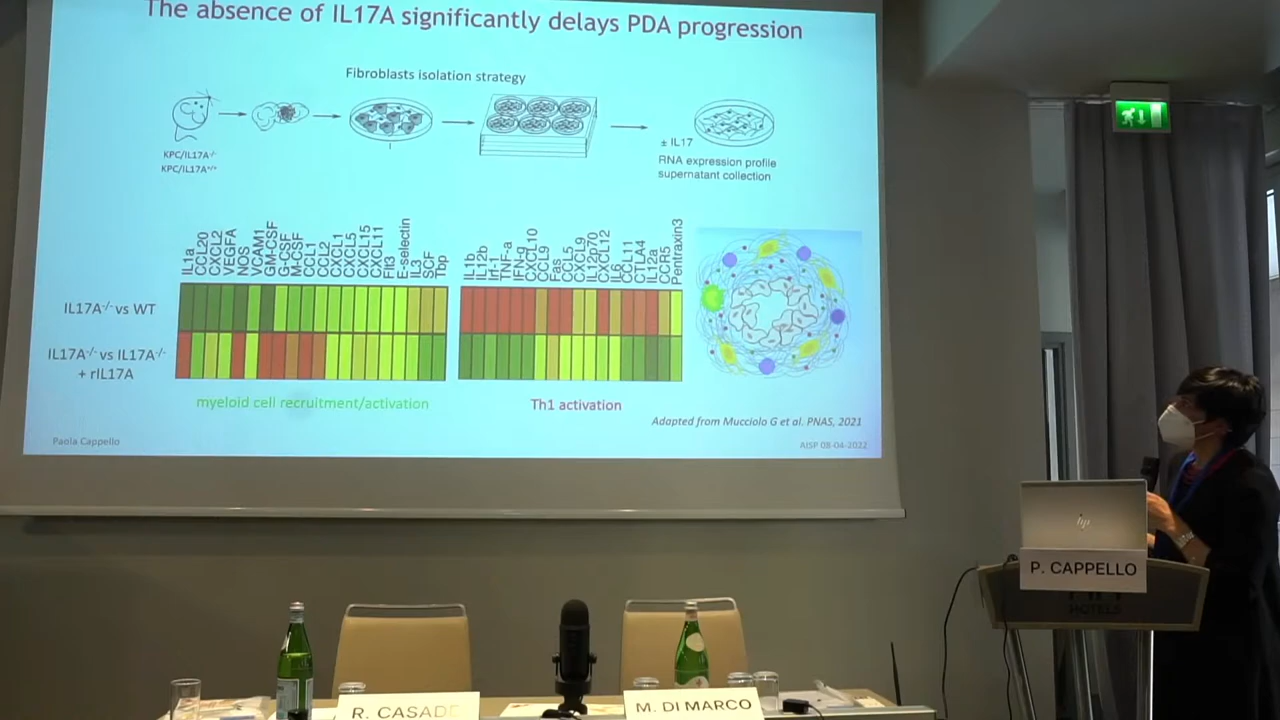 The absence of IL17A significantly delays PDA progression
Fibroblasts isolation strategy
KPC/IL17A-/-
KPC/IL17A+/+
± IL17
RNA expression profile
supernatant collection
IL1a
CCL20
CXCL2
VEGFA
NOS
VCAM1
GM-CSF
G-CSF
M-CSF
CCL1
CCL2
CXCL1
CXCL5
CXCL15
CXCL11
Flt3
E-selectin
IL3
SCF
Tbp
IL1b
IL12b
Irf-1
TNF-a
IFN-g
CXCL10
CCL9
Fas
CCL5
CXCL9
IL12p70
CXCL12
IL6
CCL11
CTLA4
IL12a
CCR5
Pentraxin3
IL17A-/- vs WT
IL17A-/- vs IL17A-/-
+ rIL17A
myeloid cell recruitment/activation
Th1 activation
Adapted from Mucciolo G et al. PNAS, 2021
Paola Cappello
AISP 08-04-2022
hp
P. CAPPELLO
HOTELS
R. CASADE
M. DI MARCO